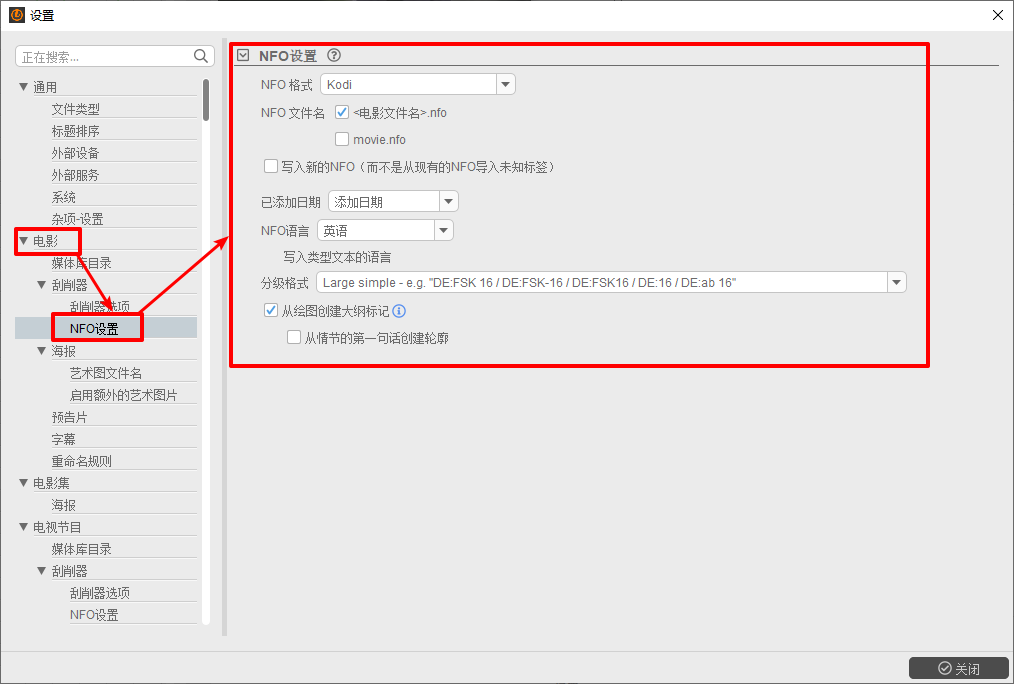 设置
正在搜索...
通用
文件类型
标题排序
外部设备
外部服务
系统
杂项-设置
电影
媒体库目录
刮削器
刮削器选项
NFO设置
海报
艺术图文件名
启用额外的艺术图片
预告片
字幕
重命名规则
电影集
海报
电视节目
媒体库目录
刮削器
刮削器选项
NFO设置
NFO设置
NFO 格式 Kodi
NFO 文件名 <电影文件名>.nfo
movie.nfo
写入新的NFO（而不是从现有的NFO导入未知标签）
已添加日期 添加日期
NFO语言 英语
写入类型文本的语言
分级格式 Large simple - e.g. "DE:FSK 16 / DE:FSK-16 / DE:FSK16 / DE:16 / DE:ab 16"
从绘图创建大纲标记
从情节的第一句话创建轮廓
关闭